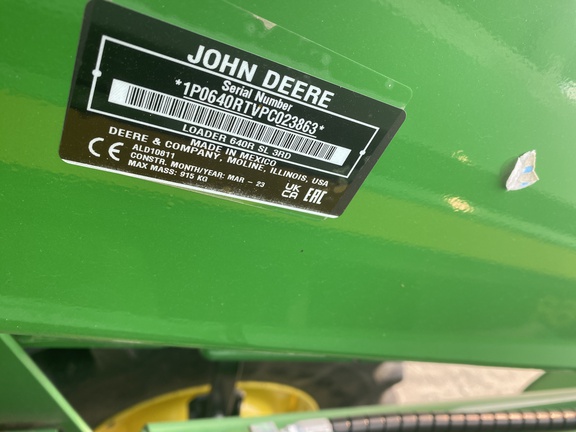 JOHN DEERE
Serial Number
*1P0640RTVPC023863*
LOADER 640R SL 3RD
MADE IN MEXICO
DEERE & COMPANY. MOLINE, ILLINOIS, USA
CE ALD10811
CONSTR. MONTH/YEAR: MAR - 23
MAX MASS: 915 KG
UK CA EAC